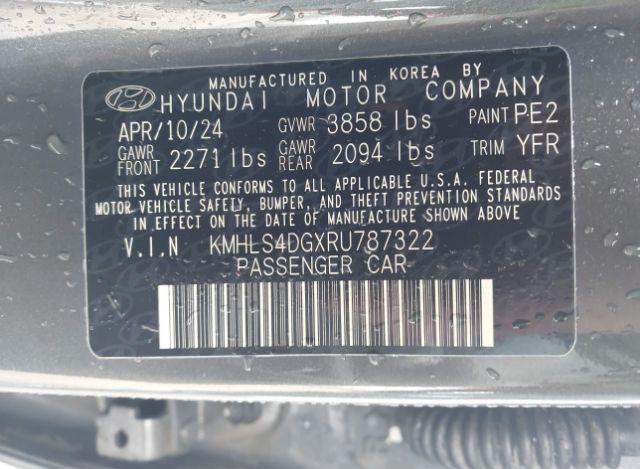 MANUFACTURED IN KOREA BY
HYUNDAI MOTOR COMPANY
APR/10/24 GVWR 3858 lbs PAINT PE2
GAWR FRONT 2271 lbs GAWR REAR 2094 lbs TRIM YFR
THIS VEHICLE CONFORMS TO ALL APPLICABLE U.S.A. FEDERAL
MOTOR VEHICLE SAFETY, BUMPER, AND THEFT PREVENTION STANDARDS
IN EFFECT ON THE DATE OF MANUFACTURE SHOWN ABOVE
V.I.N KMHLS4DGXRU787322
PASSENGER CAR